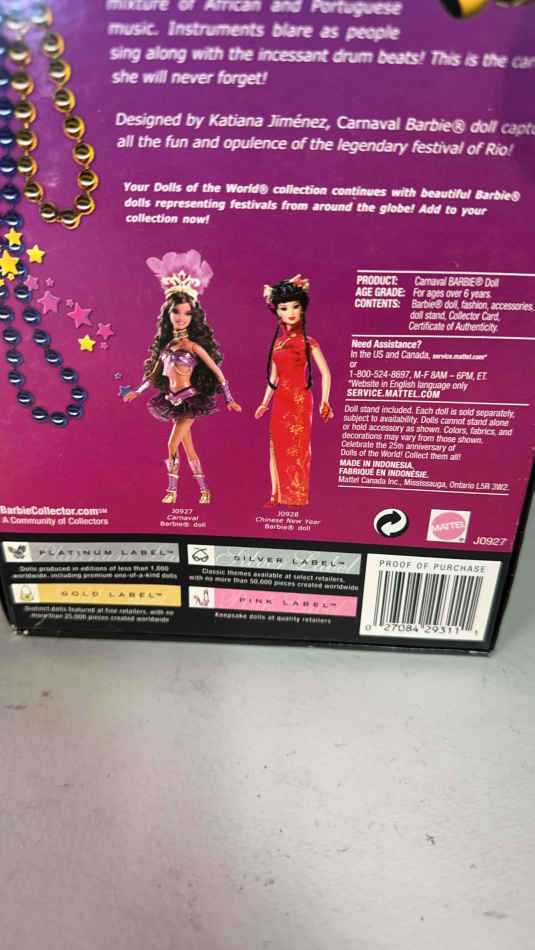 mixture of African and Portuguese
music. Instruments blare as people
sing along with the incessant drum beats! This is the
she will never forget!
Designed by Katiana Jiménez, Carnaval Barbie® doll
all the fun and opulence of the legendary festival of Rio!
Your Dolls of the World® collection continues with beautiful Barbie®
dolls representing festivals from around the globe! Add to your
collection now!
PRODUCT: Carnaval BARBIE® Doll
AGE GRADE: For ages over 6 years.
CONTENTS: Barbie® doll, fashion, accessories,
doll stand, Collector Card,
Certificate of Authenticity.
Need Assistance?
In the US and Canada, service.mattel.com*
or
1-800-524-8697, M-F 8AM – 6PM, ET.
*Website in English language only
SERVICE.MATTEL.COM
Doll stand included. Each doll is sold separately,
subject to availability. Dolls cannot stand alone
or hold accessory as shown. Colors, fabrics, and
decorations may vary from those shown.
Celebrate the 25th anniversary of
Dolls of the World! Collect them all!
MADE IN INDONESIA.
FABRIQUÉ EN INDONÉSIE.
Mattel Canada Inc., Mississauga, Ontario L5R 3W2.
J0927
Carnaval
Barbie® doll
J0928
Chinese New Year
Barbie® doll
BarbieCollector.com℠
A Community of Collectors
MATTEL
J0927
PLATINUM LABEL™
Dolls produced in editions of less than 1,000
worldwide, including premium one-of-a-kind dolls
GOLD LABEL™
Distinct dolls featured at fine retailers, with no
more than 25,000 pieces created worldwide
SILVER LABEL™
Classic themes available at select retailers,
with no more than 50,000 pieces created worldwide
PINK LABEL™
Keepsake dolls at quality retailers
PROOF OF PURCHASE
0 27084 29311 1